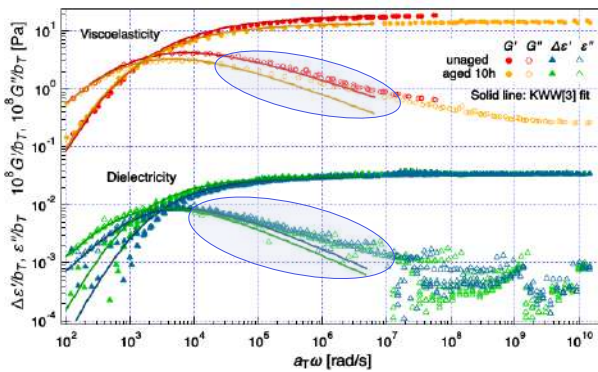 10¹
10⁰
10⁻¹
10⁻²
10⁻³
10⁻⁴
Δε'/b_T, ε''/b_T, 10⁸G'/b_T, 10⁸G''/b_T [Pa]
Viscoelasticity
G' G'' Δε' ε''
unaged
aged 10h
Solid line: KWW[3] fit
Dielectricity
10² 10³ 10⁴ 10⁵ 10⁶ 10⁷ 10⁸ 10⁹ 10¹⁰
a_Tω [rad/s]